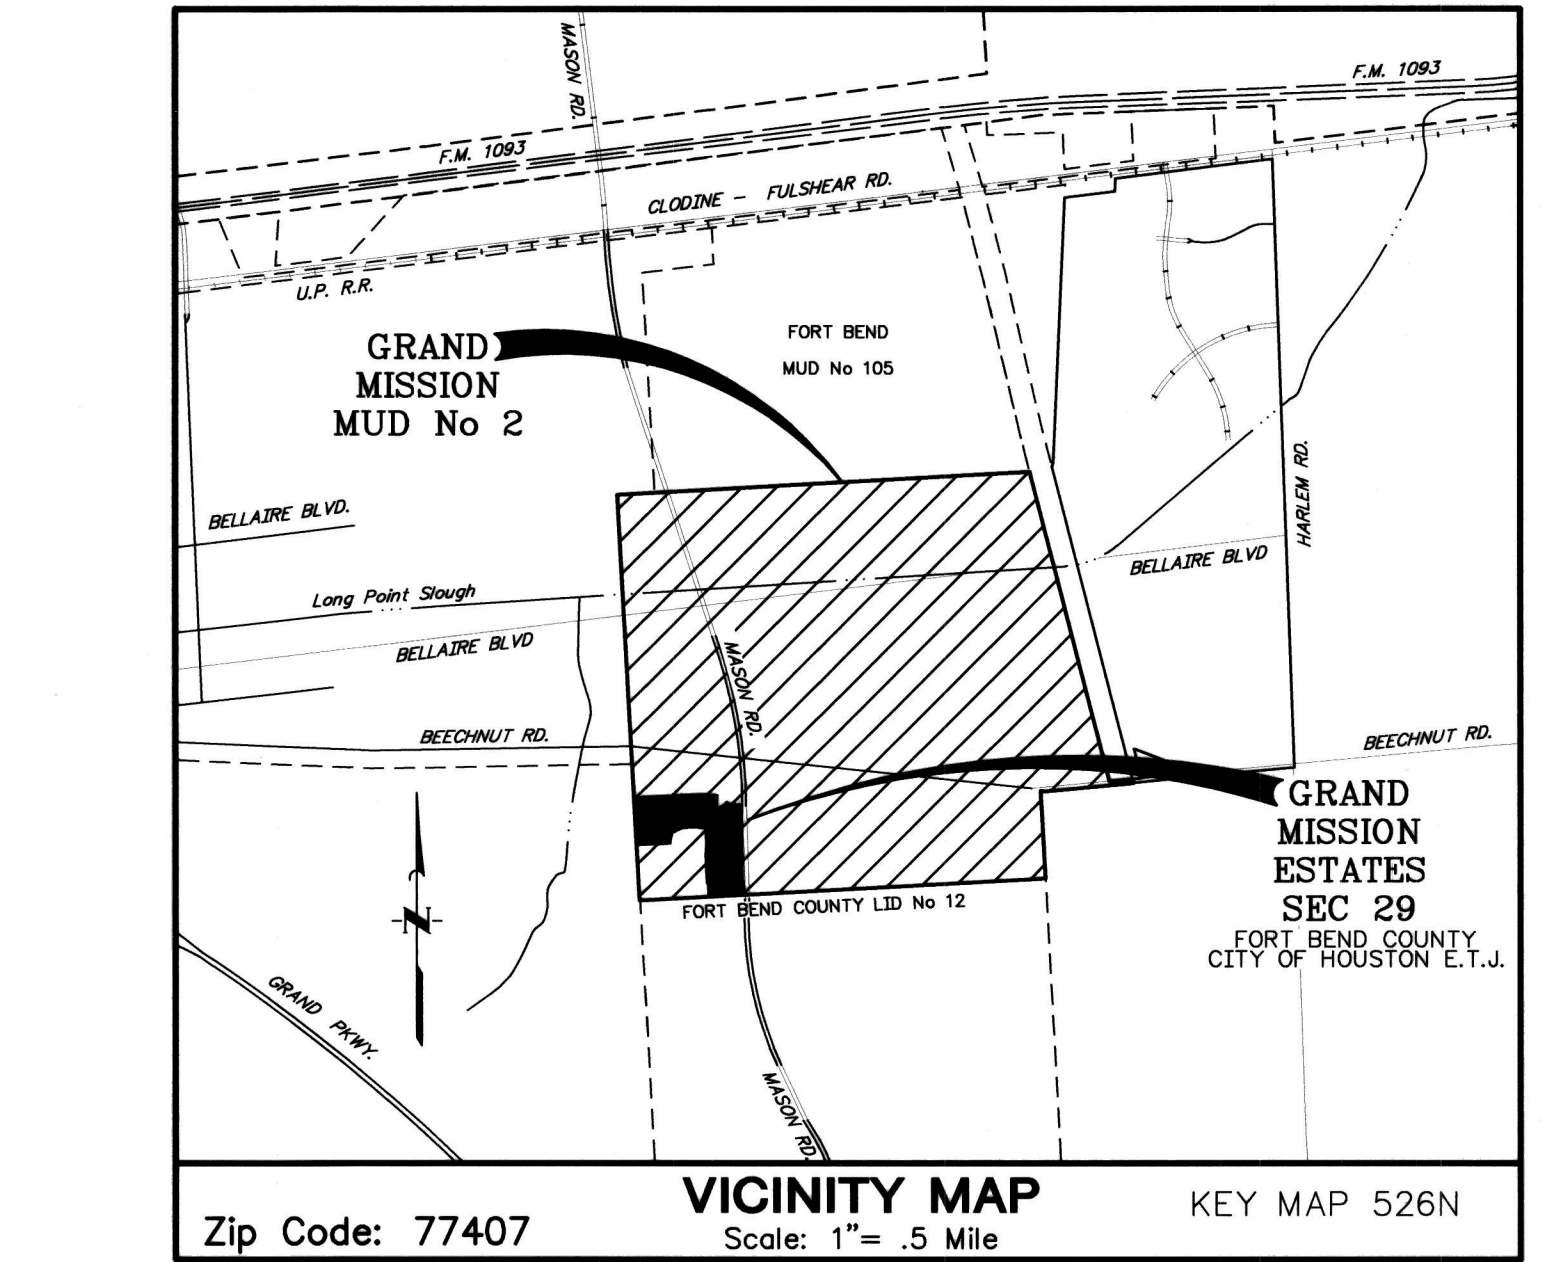 MASON RD.
F.M. 1093
F.M. 1093
CLODINE - FULSHEAR RD.
U.P. R.R.
GRAND
MISSION
MUD No 2
FORT BEND
MUD No 105
HARLEM RD.
BELLAIRE BLVD.
BELLAIRE BLVD
Long Point Slough
BELLAIRE BLVD
MASON RD.
BEECHNUT RD.
BEECHNUT RD.
GRAND
MISSION
ESTATES
SEC 29
FORT BEND COUNTY
CITY OF HOUSTON E.T.J.
N
FORT BEND COUNTY LID No 12
GRAND PKWY.
MASON RD.
VICINITY MAP
Scale: 1"= .5 Mile
Zip Code: 77407
KEY MAP 526N